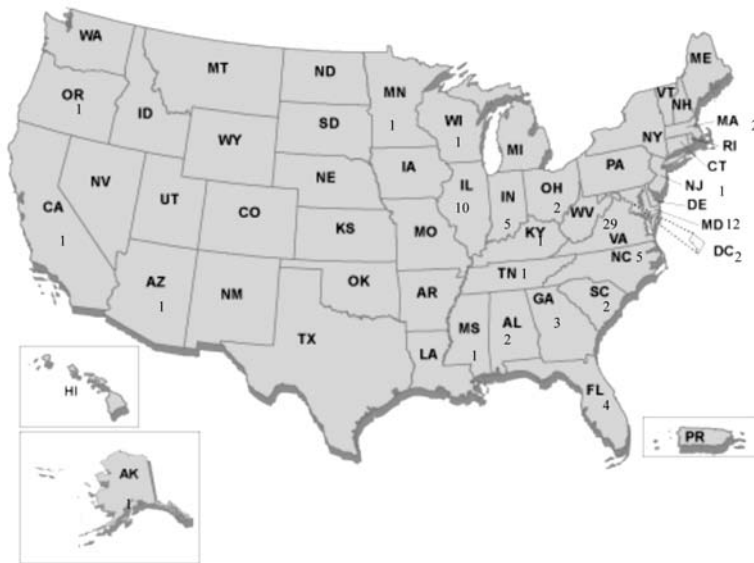 WA
ME
MT
ND
VT
NH
MN
1
OR
1
ID
WI
1
MA
SD
NY
RI
WY
MI
CT
IA
PA
NJ 1
NE
NV
IL
10
IN
5
OH
2
DE
UT
WV
MD 12
CA
1
CO
29
VA
DC 2
KS
MO
KY
1
NC 5
TN 1
AZ
1
OK
NM
AR
SC
2
GA
3
MS
1
AL
2
TX
LA
FL
4
HI
PR
AK
1